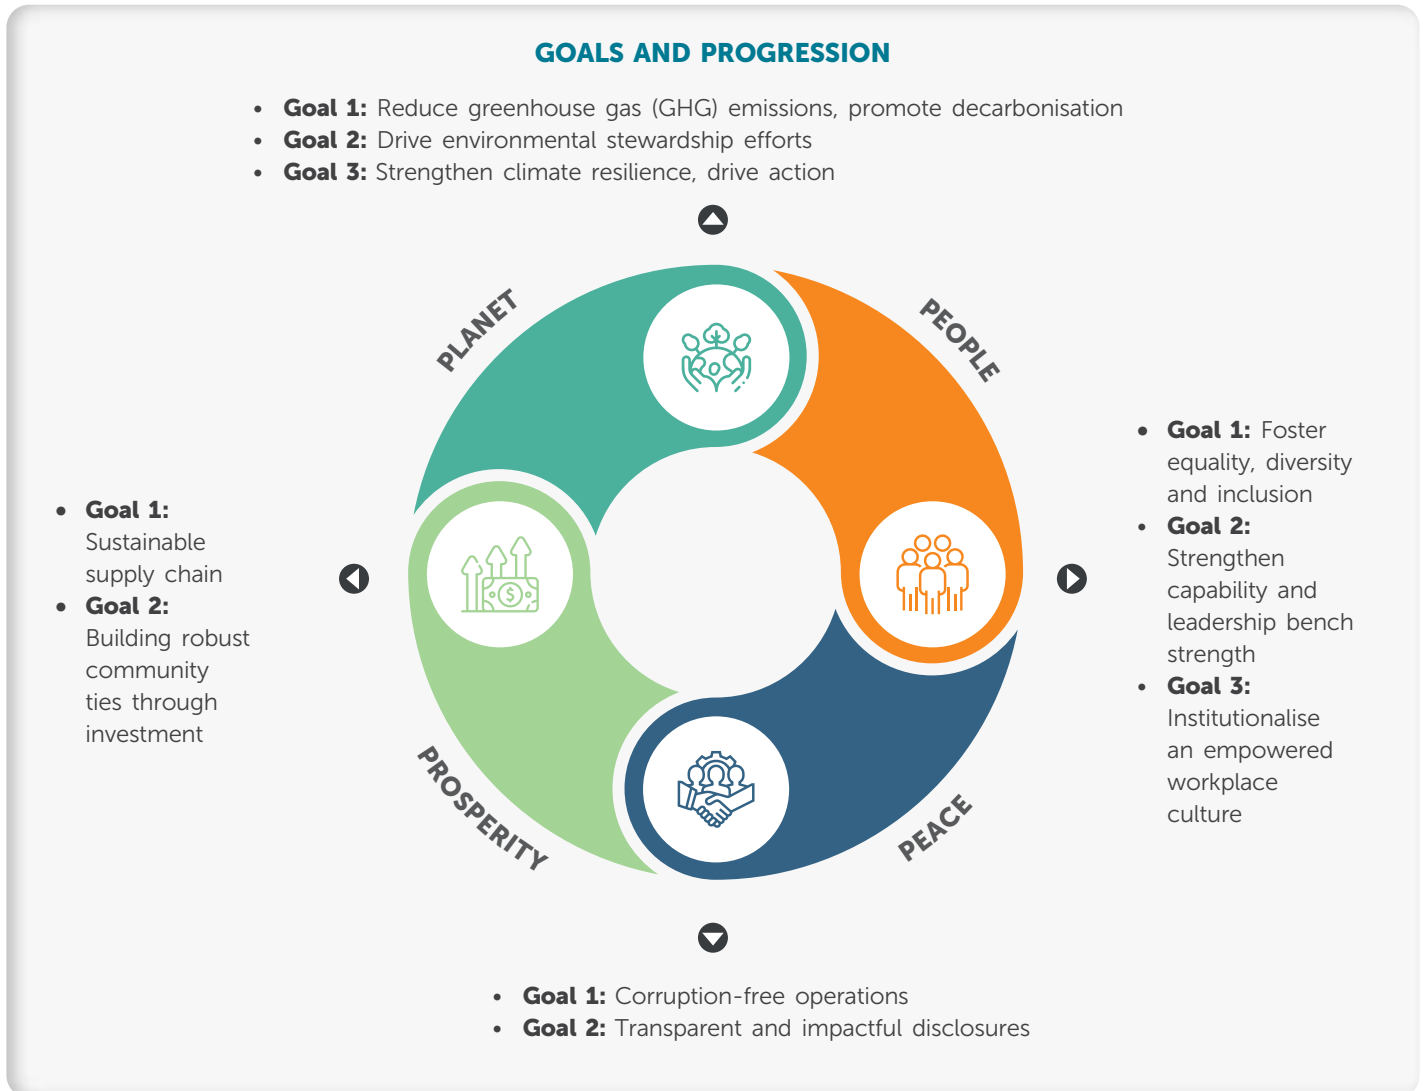 GOALS AND PROGRESSION
• Goal 1: Reduce greenhouse gas (GHG) emissions, promote decarbonisation
• Goal 2: Drive environmental stewardship efforts
• Goal 3: Strengthen climate resilience, drive action
PLANET
PEOPLE
• Goal 1:
Sustainable
supply chain
• Goal 2:
Building robust
community
ties through
investment
$
• Goal 1: Foster
equality, diversity
and inclusion
• Goal 2:
Strengthen
capability and
leadership bench
strength
• Goal 3:
Institutionalise
an empowered
workplace
culture
PROSPERITY
PEACE
• Goal 1: Corruption-free operations
• Goal 2: Transparent and impactful disclosures